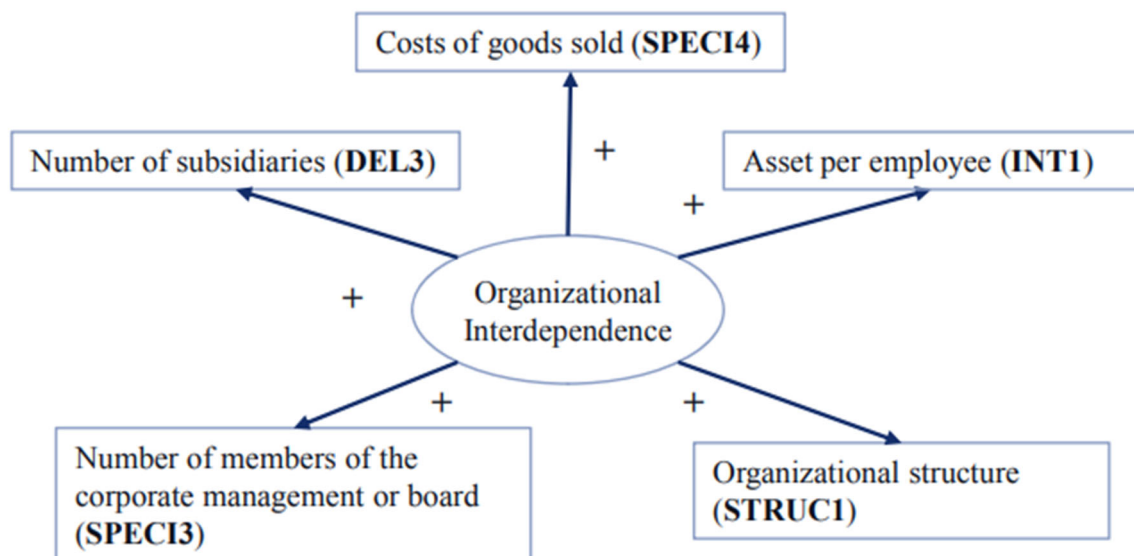 Costs of goods sold (SPECI4)
+
Number of subsidiaries (DEL3)
Asset per employee (INT1)
+
+
Organizational
Interdependence
+
+
Number of members of the
corporate management or board
(SPECI3)
Organizational structure
(STRUC1)